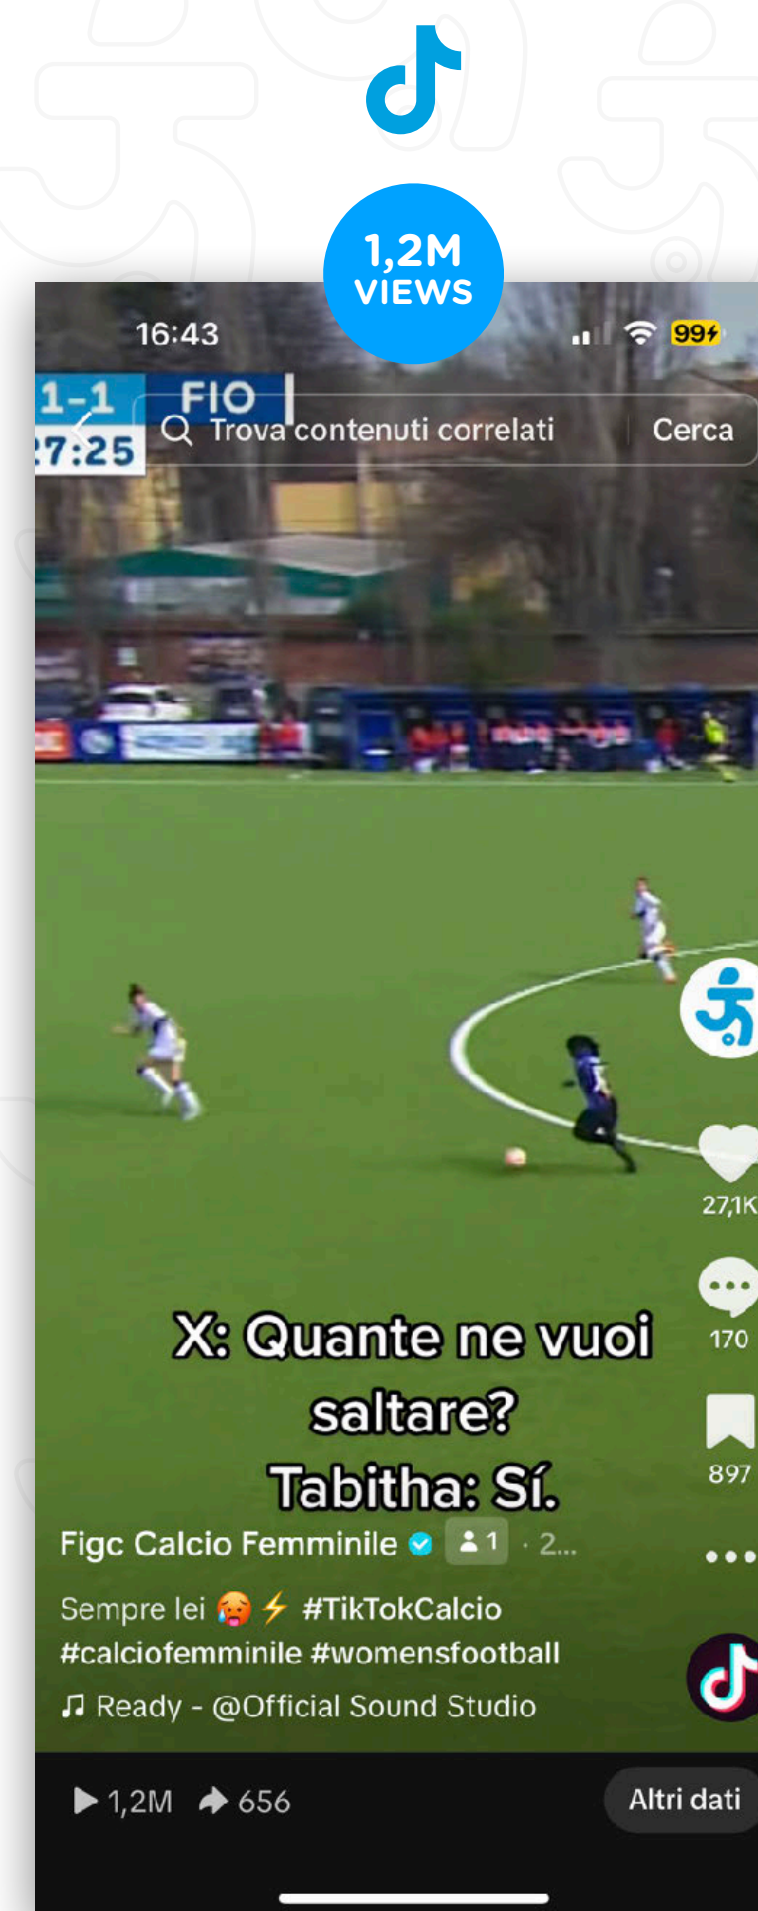 1,2M
VIEWS
16:43
99
1-1 FIO
Trova contenuti correlati Cerca
27:25
27,1K
170
X: Quante ne vuoi
saltare?
Tabitha: Sí.
897
Figc Calcio Femminile 1 · 2...
Sempre lei 🥵⚡ #TikTokCalcio
#calciofemminile #womensfootball
Ready - @Official Sound Studio
1,2M 656 Altri dati